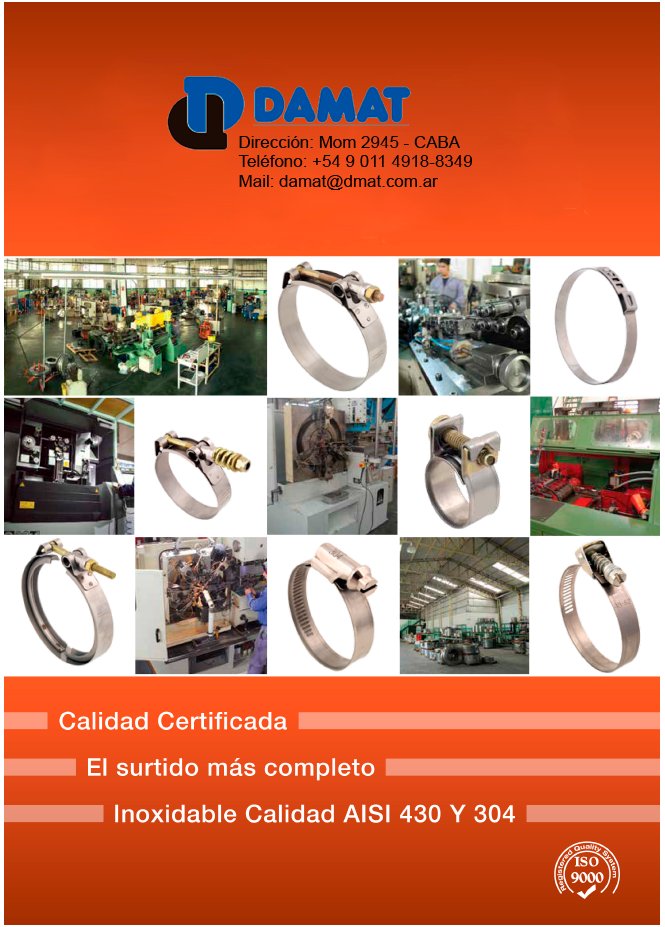 DAMAT
Dirección: Mom 2945 - CABA
Teléfono: +54 9 011 4918-8349
Mail: damat@dmat.com.ar
Calidad Certificada
El surtido más completo
Inoxidable Calidad AISI 430 Y 304
Registered Quality System
ISO
9000